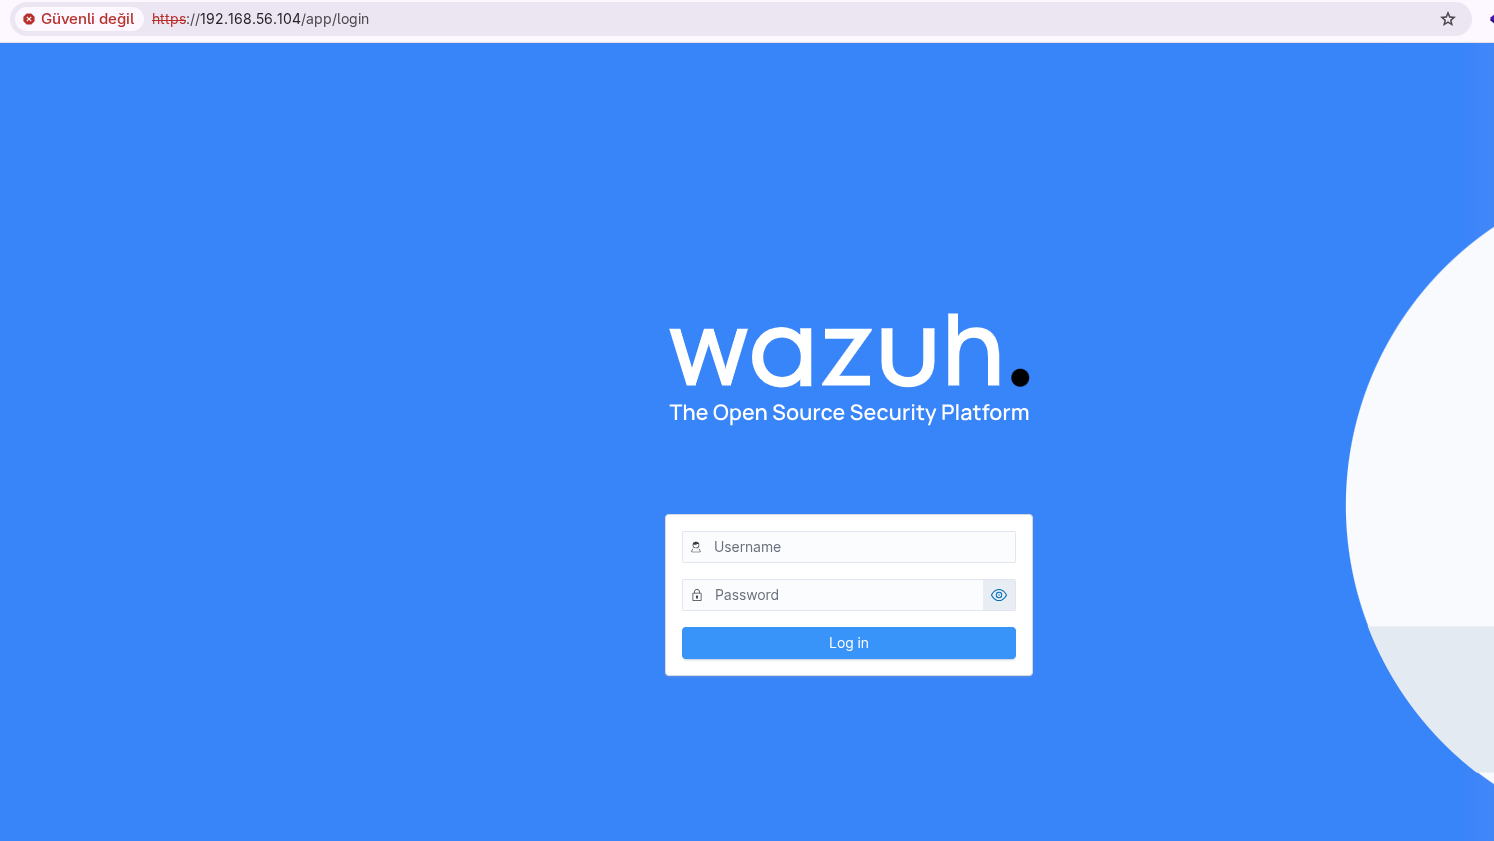 Güvenli değil https://192.168.56.104/app/login
wazuh.
The Open Source Security Platform
Username
Password
Log in